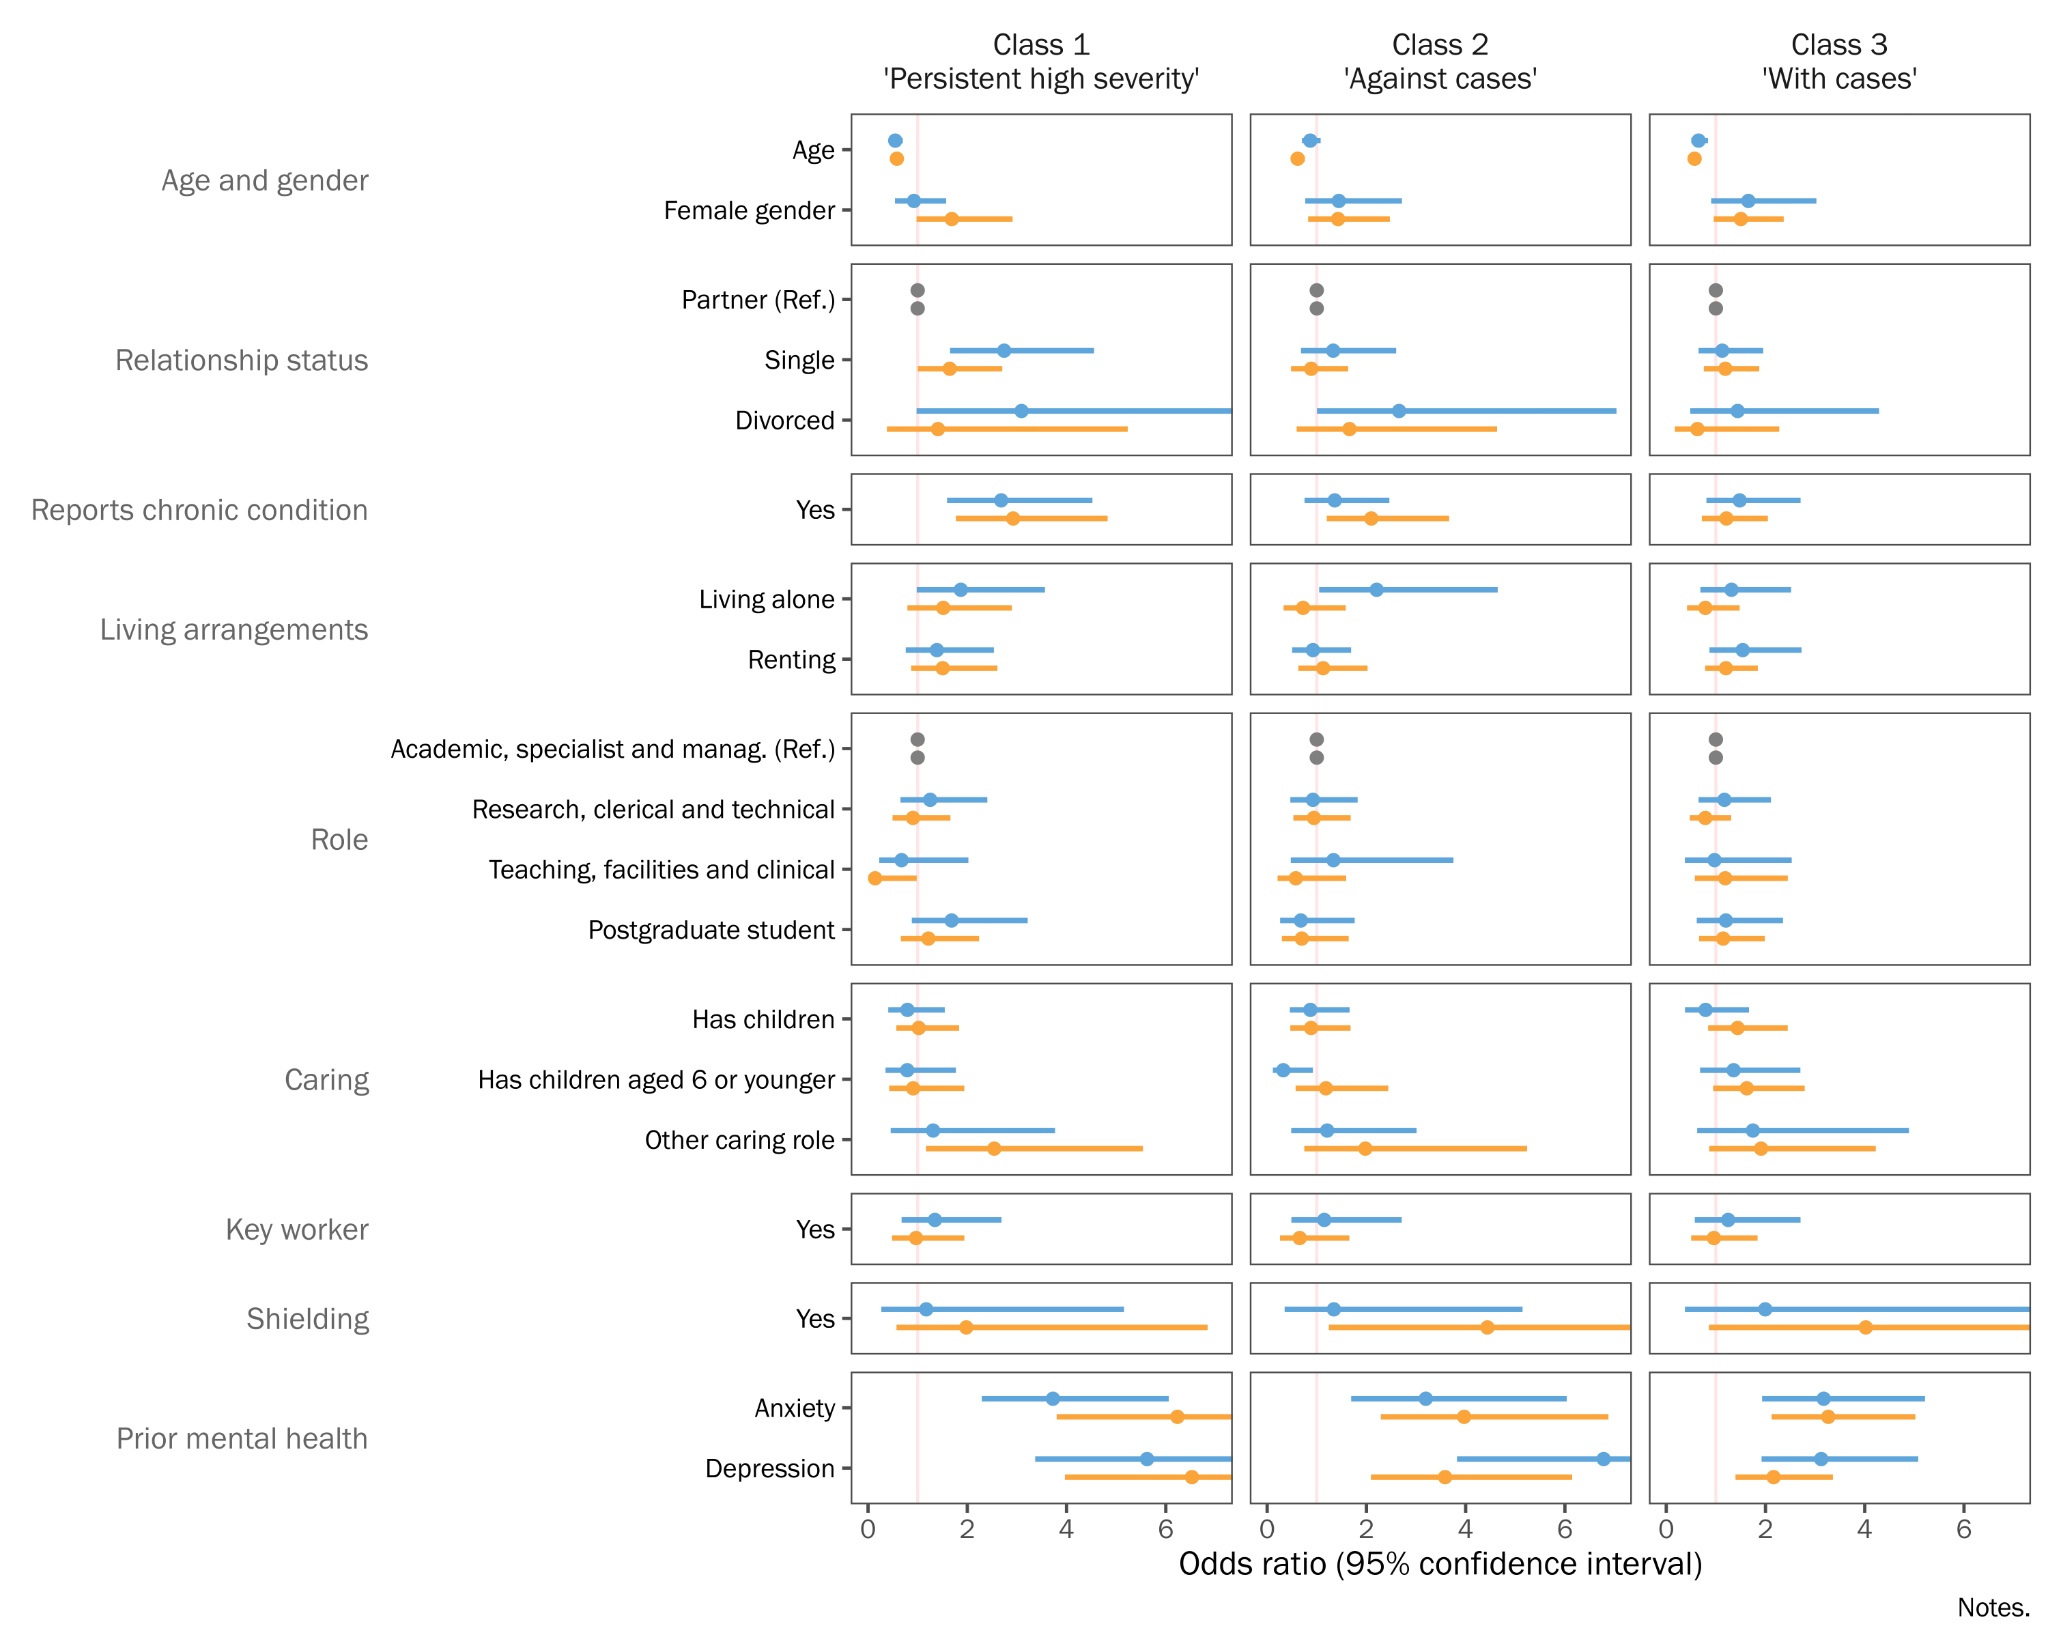 Class 1
'Persistent high severity'
Class 2
'Against cases'
Class 3
'With cases'
Age and gender
Age
Female gender
Relationship status
Partner (Ref.)
Single
Divorced
Reports chronic condition
Yes
Living arrangements
Living alone
Renting
Role
Academic, specialist and manag. (Ref.)
Research, clerical and technical
Teaching, facilities and clinical
Postgraduate student
Caring
Has children
Has children aged 6 or younger
Other caring role
Key worker
Yes
Shielding
Yes
Prior mental health
Anxiety
Depression
0 2 4 6
0 2 4 6
0 2 4 6
Odds ratio (95% confidence interval)
Notes.